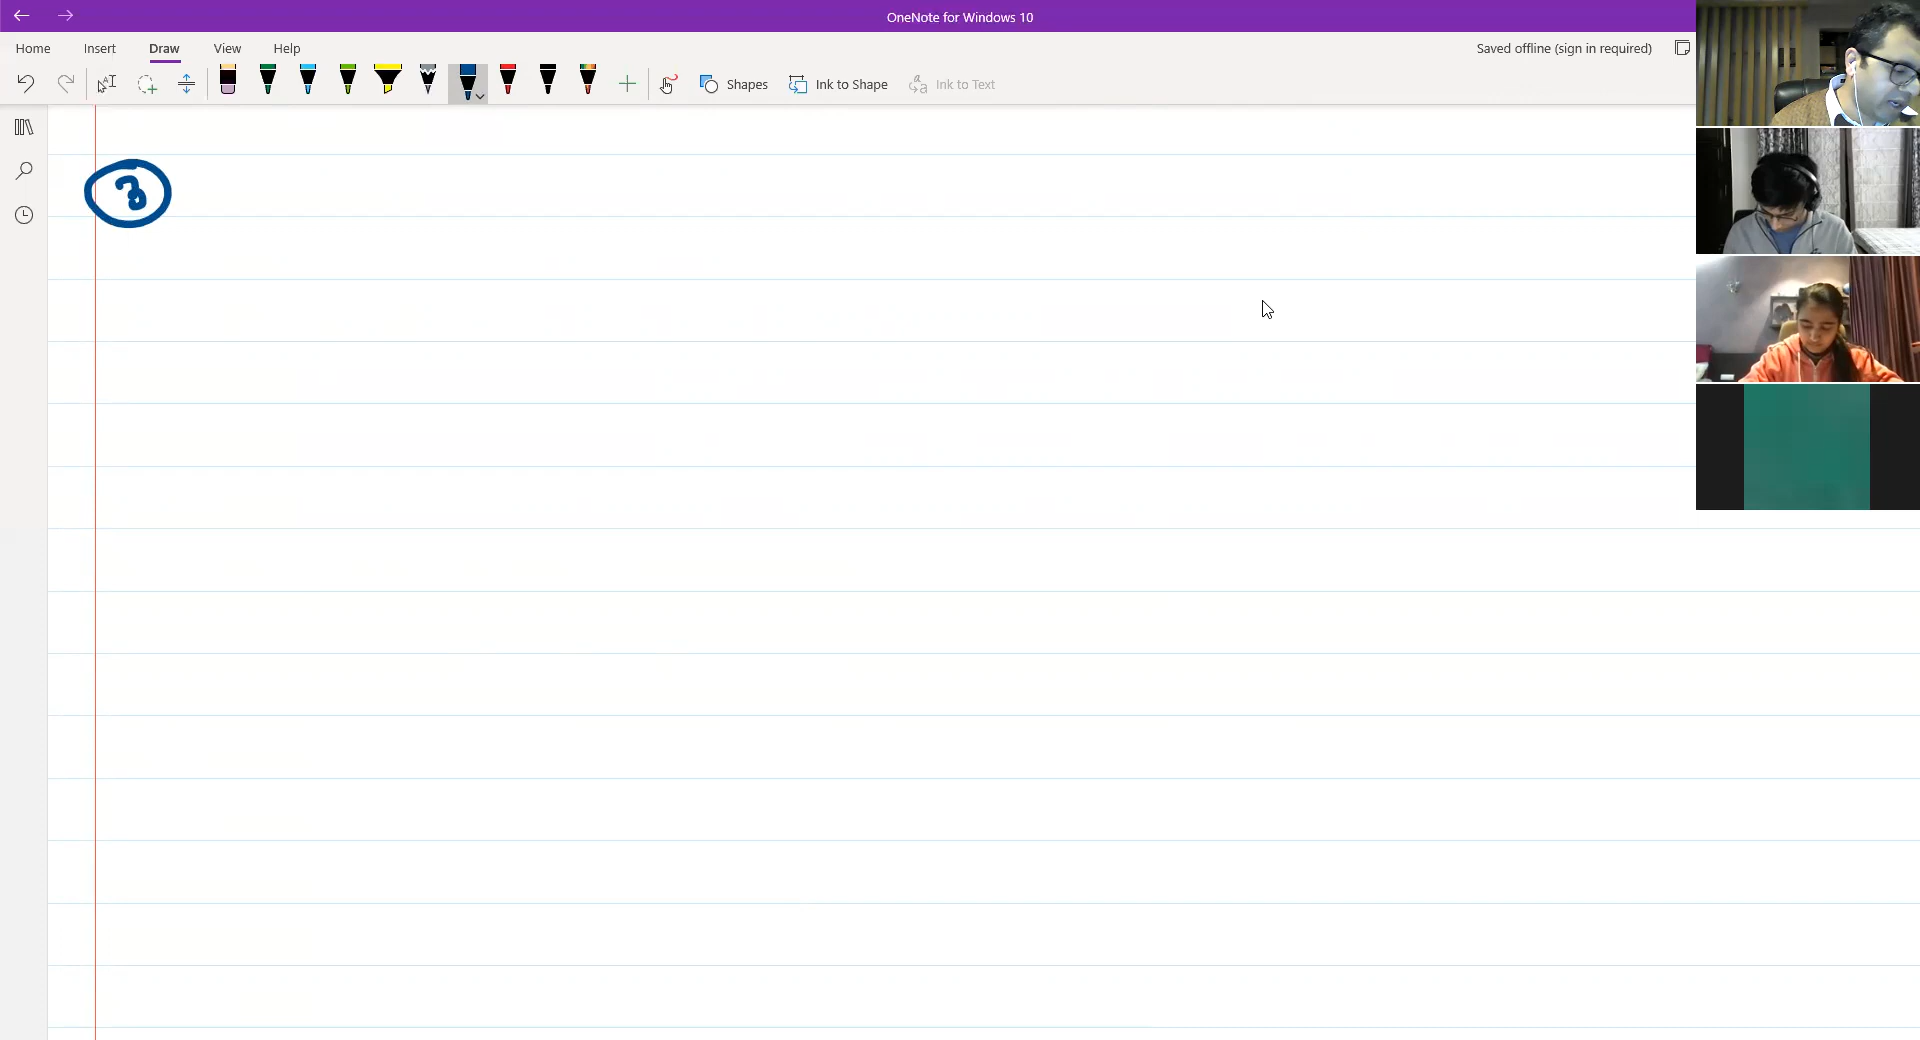 OneNote for Windows 10
Home Insert Draw View Help
Saved offline (sign in required)
Shapes Ink to Shape Ink to Text
3